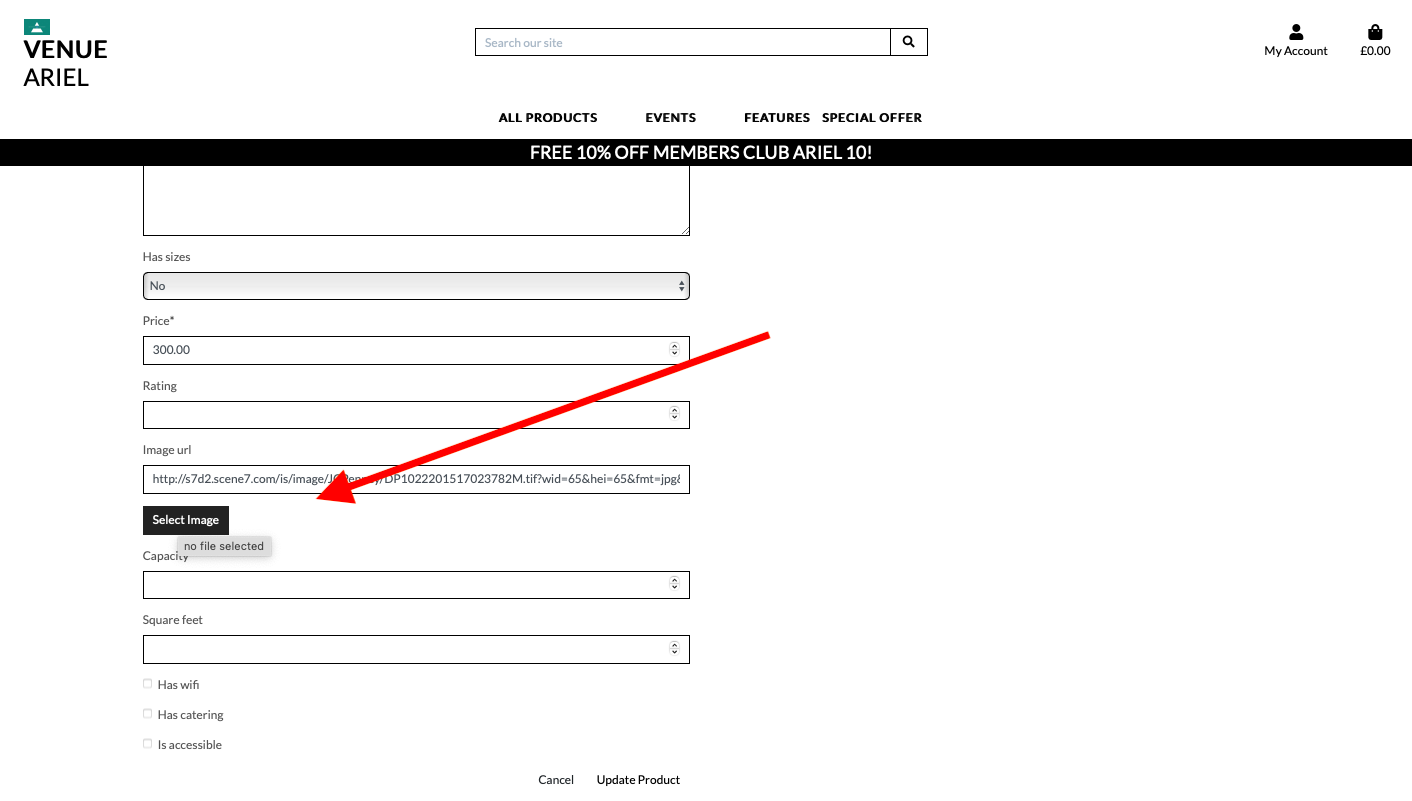 VENUE
ARIEL
Search our site
My Account
£0.00
ALL PRODUCTS EVENTS FEATURES SPECIAL OFFER
FREE 10% OFF MEMBERS CLUB ARIEL 10!
Has sizes
No
Price*
300.00
Rating
Image url
http://s7d2.scene7.com/is/image/JCPenney/DP1022201517023782M.tif?wid=65&hei=65&fmt=jpg&
Select Image
no file selected
Capacity
Square feet
Has wifi
Has catering
Is accessible
Cancel Update Product